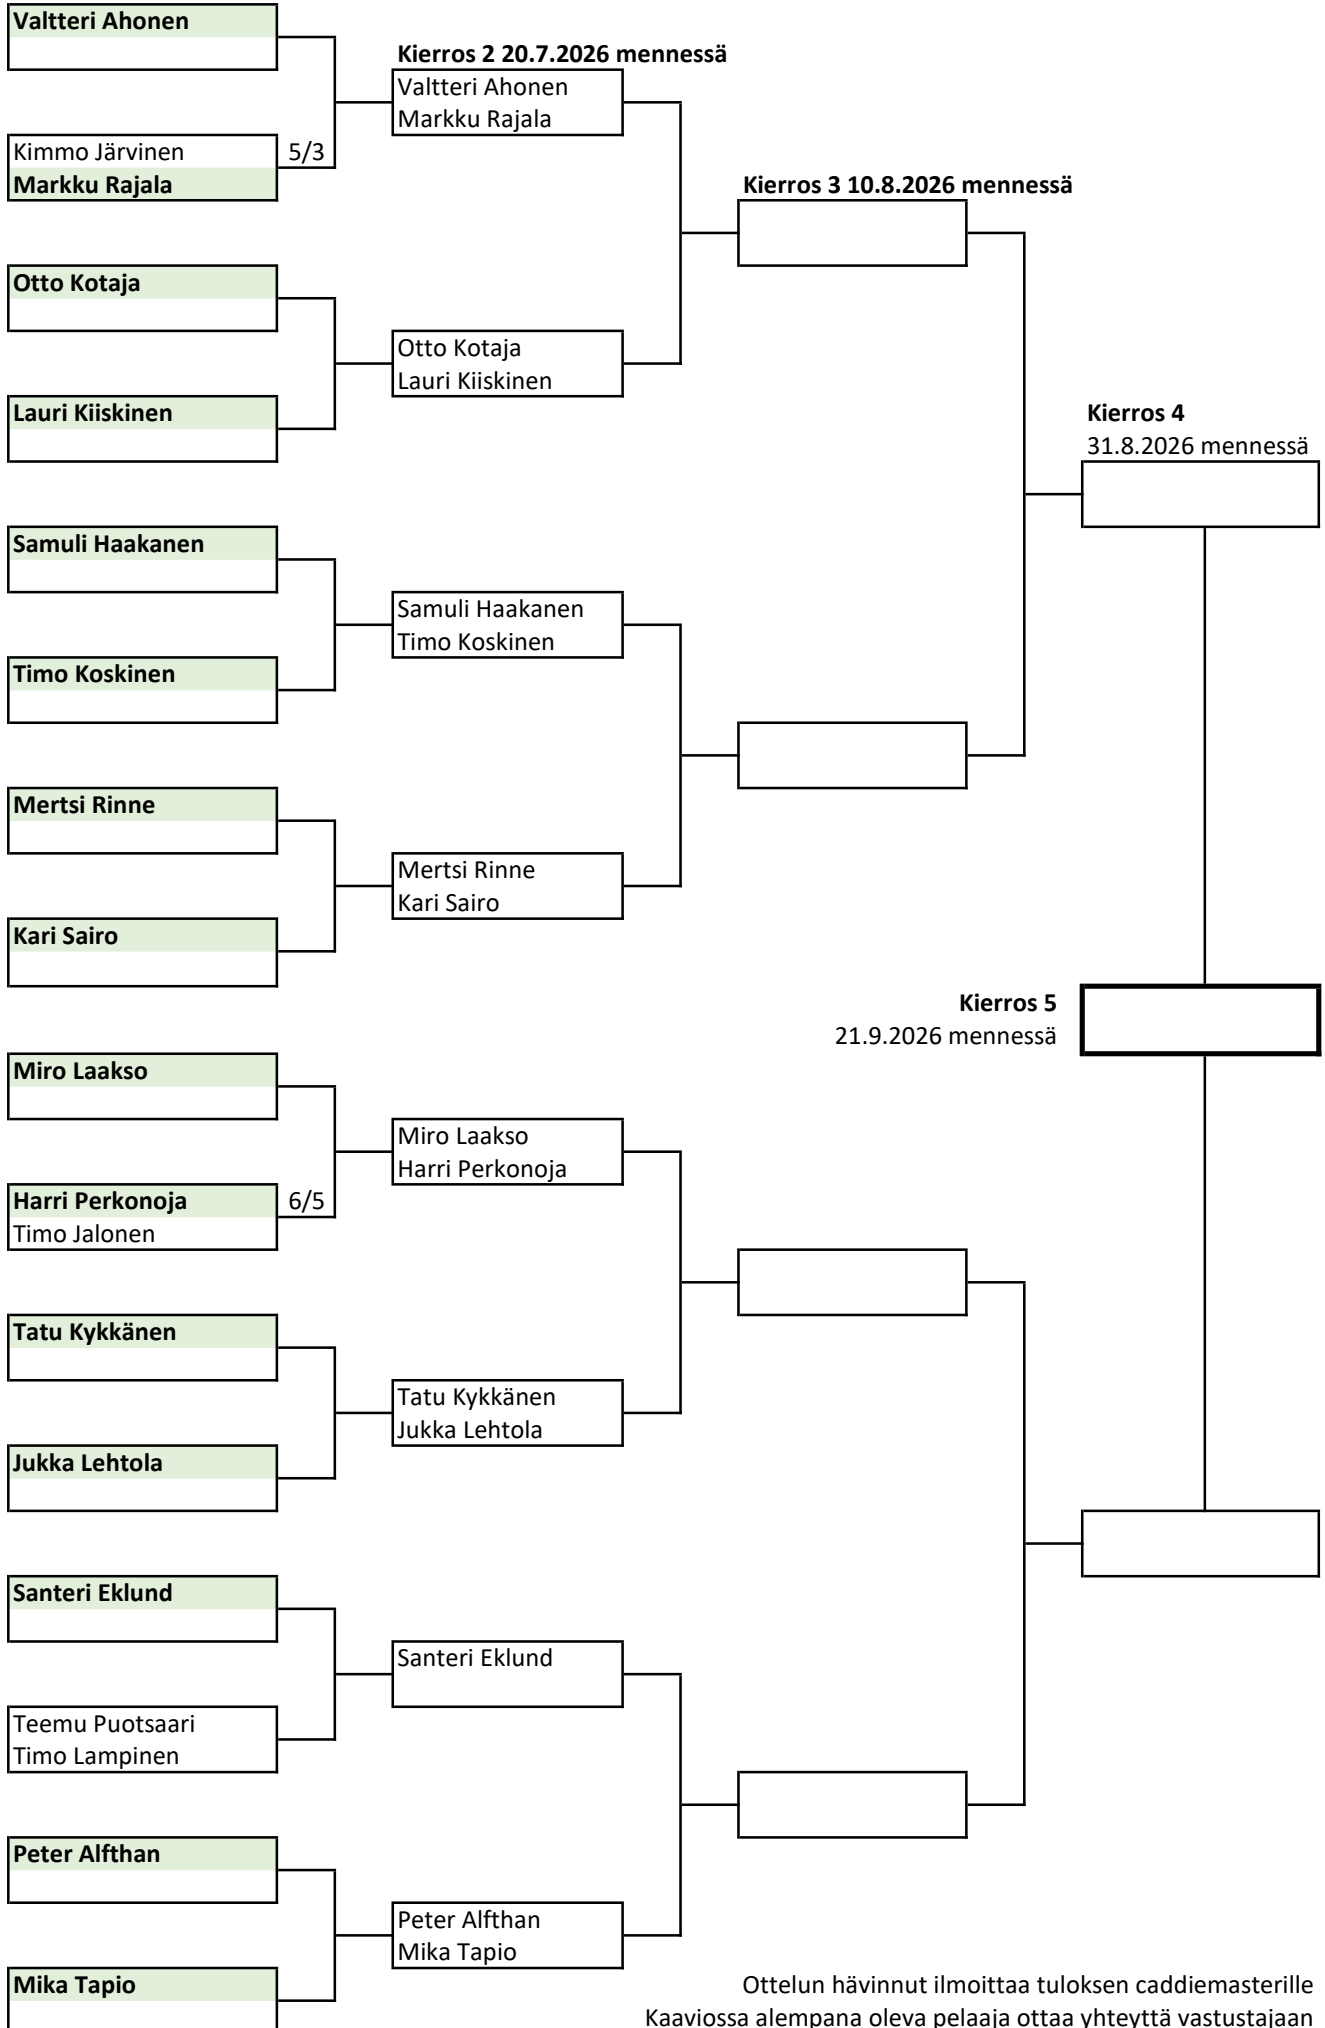 Valtteri Ahonen
Kierros 2 20.7.2026 mennessä
Valtteri Ahonen
Markku Rajala
Kimmo Järvinen 5/3
Markku Rajala
Kierros 3 10.8.2026 mennessä
Otto Kotaja
Otto Kotaja
Lauri Kiiskinen
Lauri Kiiskinen
Kierros 4
31.8.2026 mennessä
Samuli Haakanen
Samuli Haakanen
Timo Koskinen
Timo Koskinen
Mertsi Rinne
Mertsi Rinne
Kari Sairo
Kari Sairo
Kierros 5
21.9.2026 mennessä
Miro Laakso
Miro Laakso
Harri Perkonoja
Harri Perkonoja 6/5
Timo Jalonen
Tatu Kykkänen
Tatu Kykkänen
Jukka Lehtola
Jukka Lehtola
Santeri Eklund
Santeri Eklund
Teemu Puotsaari
Timo Lampinen
Peter Alfthan
Peter Alfthan
Mika Tapio
Mika Tapio
Ottelun hävinnut ilmoittaa tuloksen caddiemasterille
Kaaviossa alempana oleva pelaaja ottaa yhteyttä vastustajaan